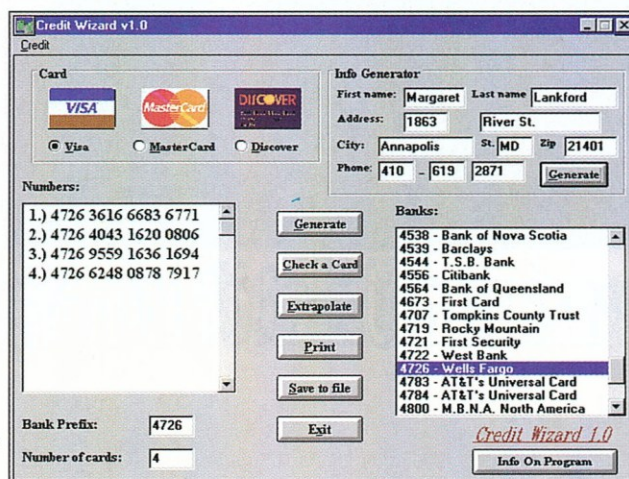 Credit Wizard v1.0
Credit
Card
VISA
MasterCard
DISCOVER
Visa
MasterCard
Discover
Info Generator
First name: Margaret Last name Lankford
Address: 1863 River St.
City: Annapolis St. MD Zip 21401
Phone: 410 - 619 2871 Generate
Numbers:
1.) 4726 3616 6683 6771
2.) 4726 4043 1620 0806
3.) 4726 9559 1636 1694
4.) 4726 6248 0878 7917
Bank Prefix: 4726
Number of cards: 4
Generate
Check a Card
Extrapolate
Print
Save to file
Exit
Banks:
4538 - Bank of Nova Scotia
4539 - Barclays
4544 - T.S.B. Bank
4556 - Citibank
4564 - Bank of Queensland
4673 - First Card
4707 - Tompkins County Trust
4719 - Rocky Mountain
4721 - First Security
4722 - West Bank
4726 - Wells Fargo
4783 - AT&T's Universal Card
4784 - AT&T's Universal Card
4800 - M.B.N.A. North America
Credit Wizard 1.0
Info On Program